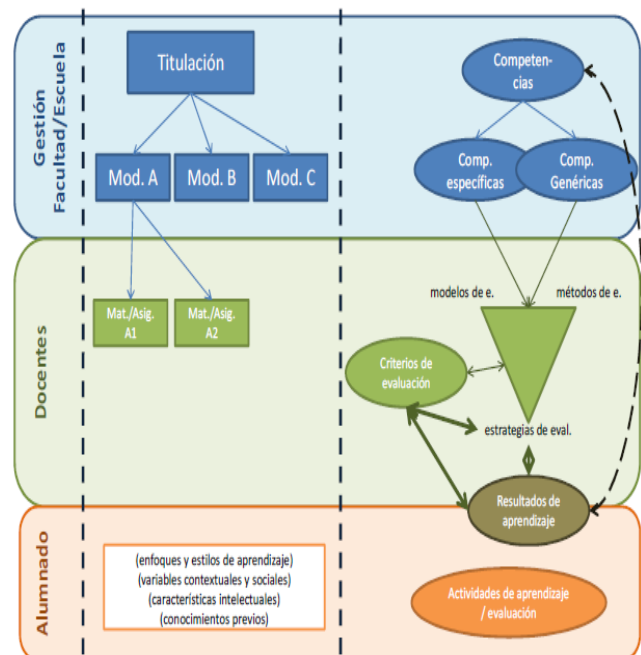 Gestión
Facultad/Escuela
Titulación
Mod. A
Mod. B
Mod. C
Competen-
cias
Comp.
específicas
Comp.
Genéricas
Docentes
Mat./Asig.
A1
Mat./Asig.
A2
modelos de e.
métodos de e.
Criterios de
evaluación
estrategias de eval.
Resultados de
aprendizaje
Alumnado
(enfoques y estilos de aprendizaje)
(variables contextuales y sociales)
(características intelectuales)
(conocimientos previos)
Actividades de aprendizaje
/ evaluación